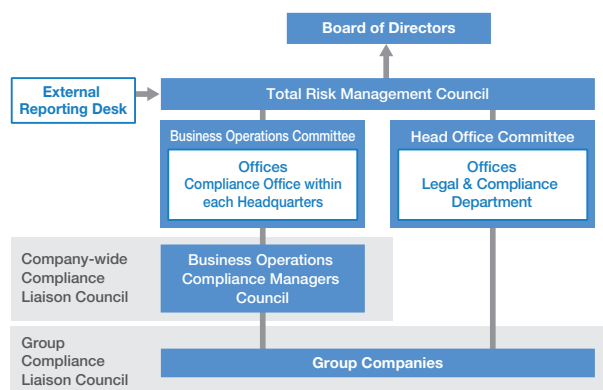 Board of Directors
External
Reporting Desk
Total Risk Management Council
Business Operations Committee
Offices
Compliance Office within
each Headquarters
Head Office Committee
Offices
Legal & Compliance
Department
Company-wide
Compliance
Liaison Council
Business Operations
Compliance Managers
Council
Group
Compliance
Liaison Council
Group Companies